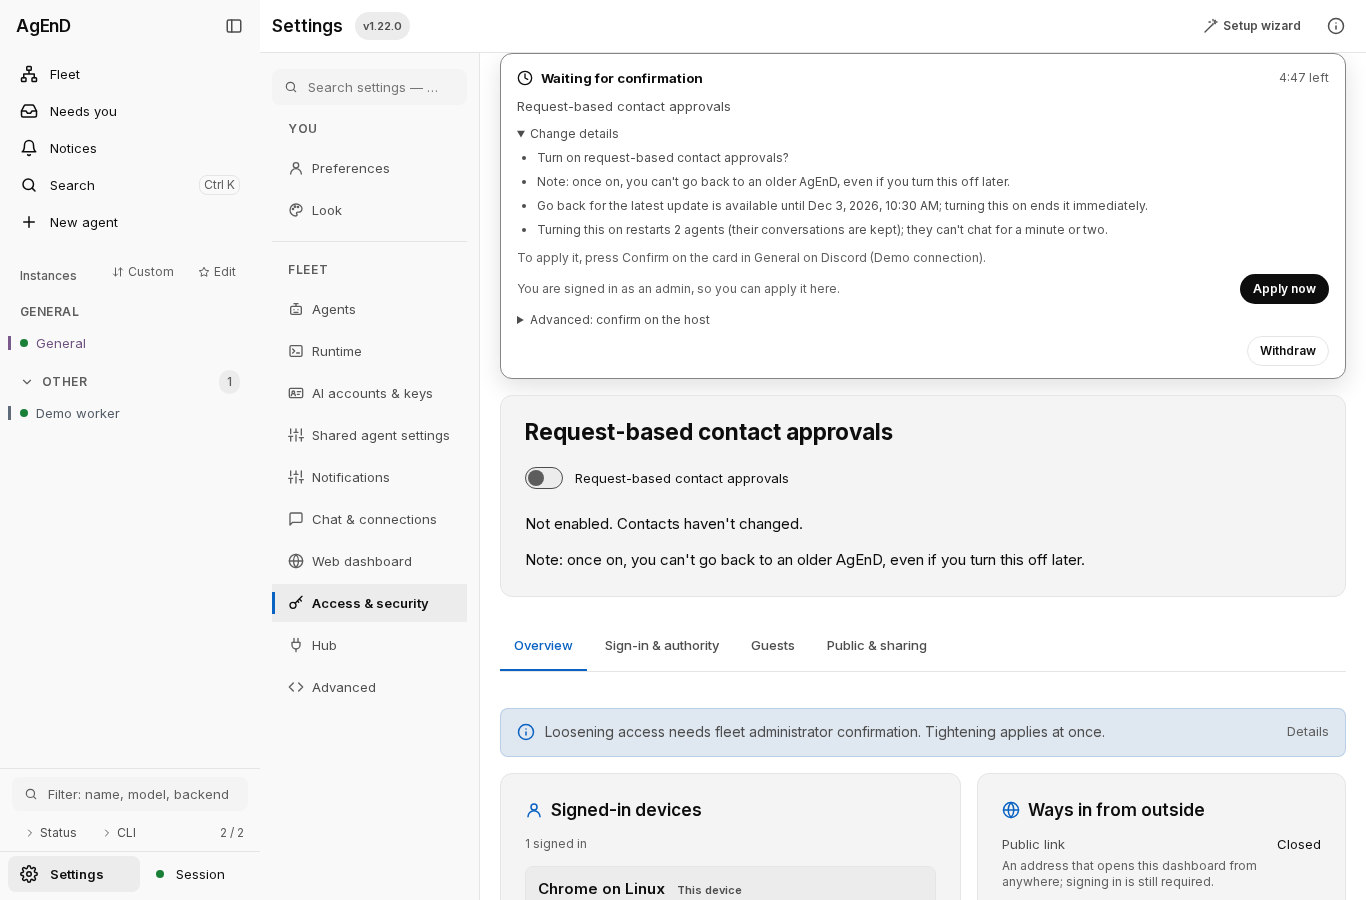 AgEnD
Fleet
Needs you
Notices
Search
Ctrl K
New agent
Instances
Custom
Edit
GENERAL
General
OTHER
1
Demo worker
Filter: name, model, backend
Status
CLI
2 / 2
Settings
Session
Settings
v1.22.0
Setup wizard
Search settings — ...
YOU
Preferences
Look
FLEET
Agents
Runtime
AI accounts & keys
Shared agent settings
Notifications
Chat & connections
Web dashboard
Access & security
Hub
Advanced
Waiting for confirmation
4:47 left
Request-based contact approvals
Change details
Turn on request-based contact approvals?
Note: once on, you can't go back to an older AgEnD, even if you turn this off later.
Go back for the latest update is available until Dec 3, 2026, 10:30 AM; turning this on ends it immediately.
Turning this on restarts 2 agents (their conversations are kept); they can't chat for a minute or two.
To apply it, press Confirm on the card in General on Discord (Demo connection).
You are signed in as an admin, so you can apply it here.
Apply now
Advanced: confirm on the host
Withdraw
Request-based contact approvals
Request-based contact approvals
Not enabled. Contacts haven't changed.
Note: once on, you can't go back to an older AgEnD, even if you turn this off later.
Overview
Sign-in & authority
Guests
Public & sharing
Loosening access needs fleet administrator confirmation. Tightening applies at once.
Details
Signed-in devices
1 signed in
Chrome on Linux
This device
Ways in from outside
Public link
Closed
An address that opens this dashboard from
anywhere; signing in is still required.